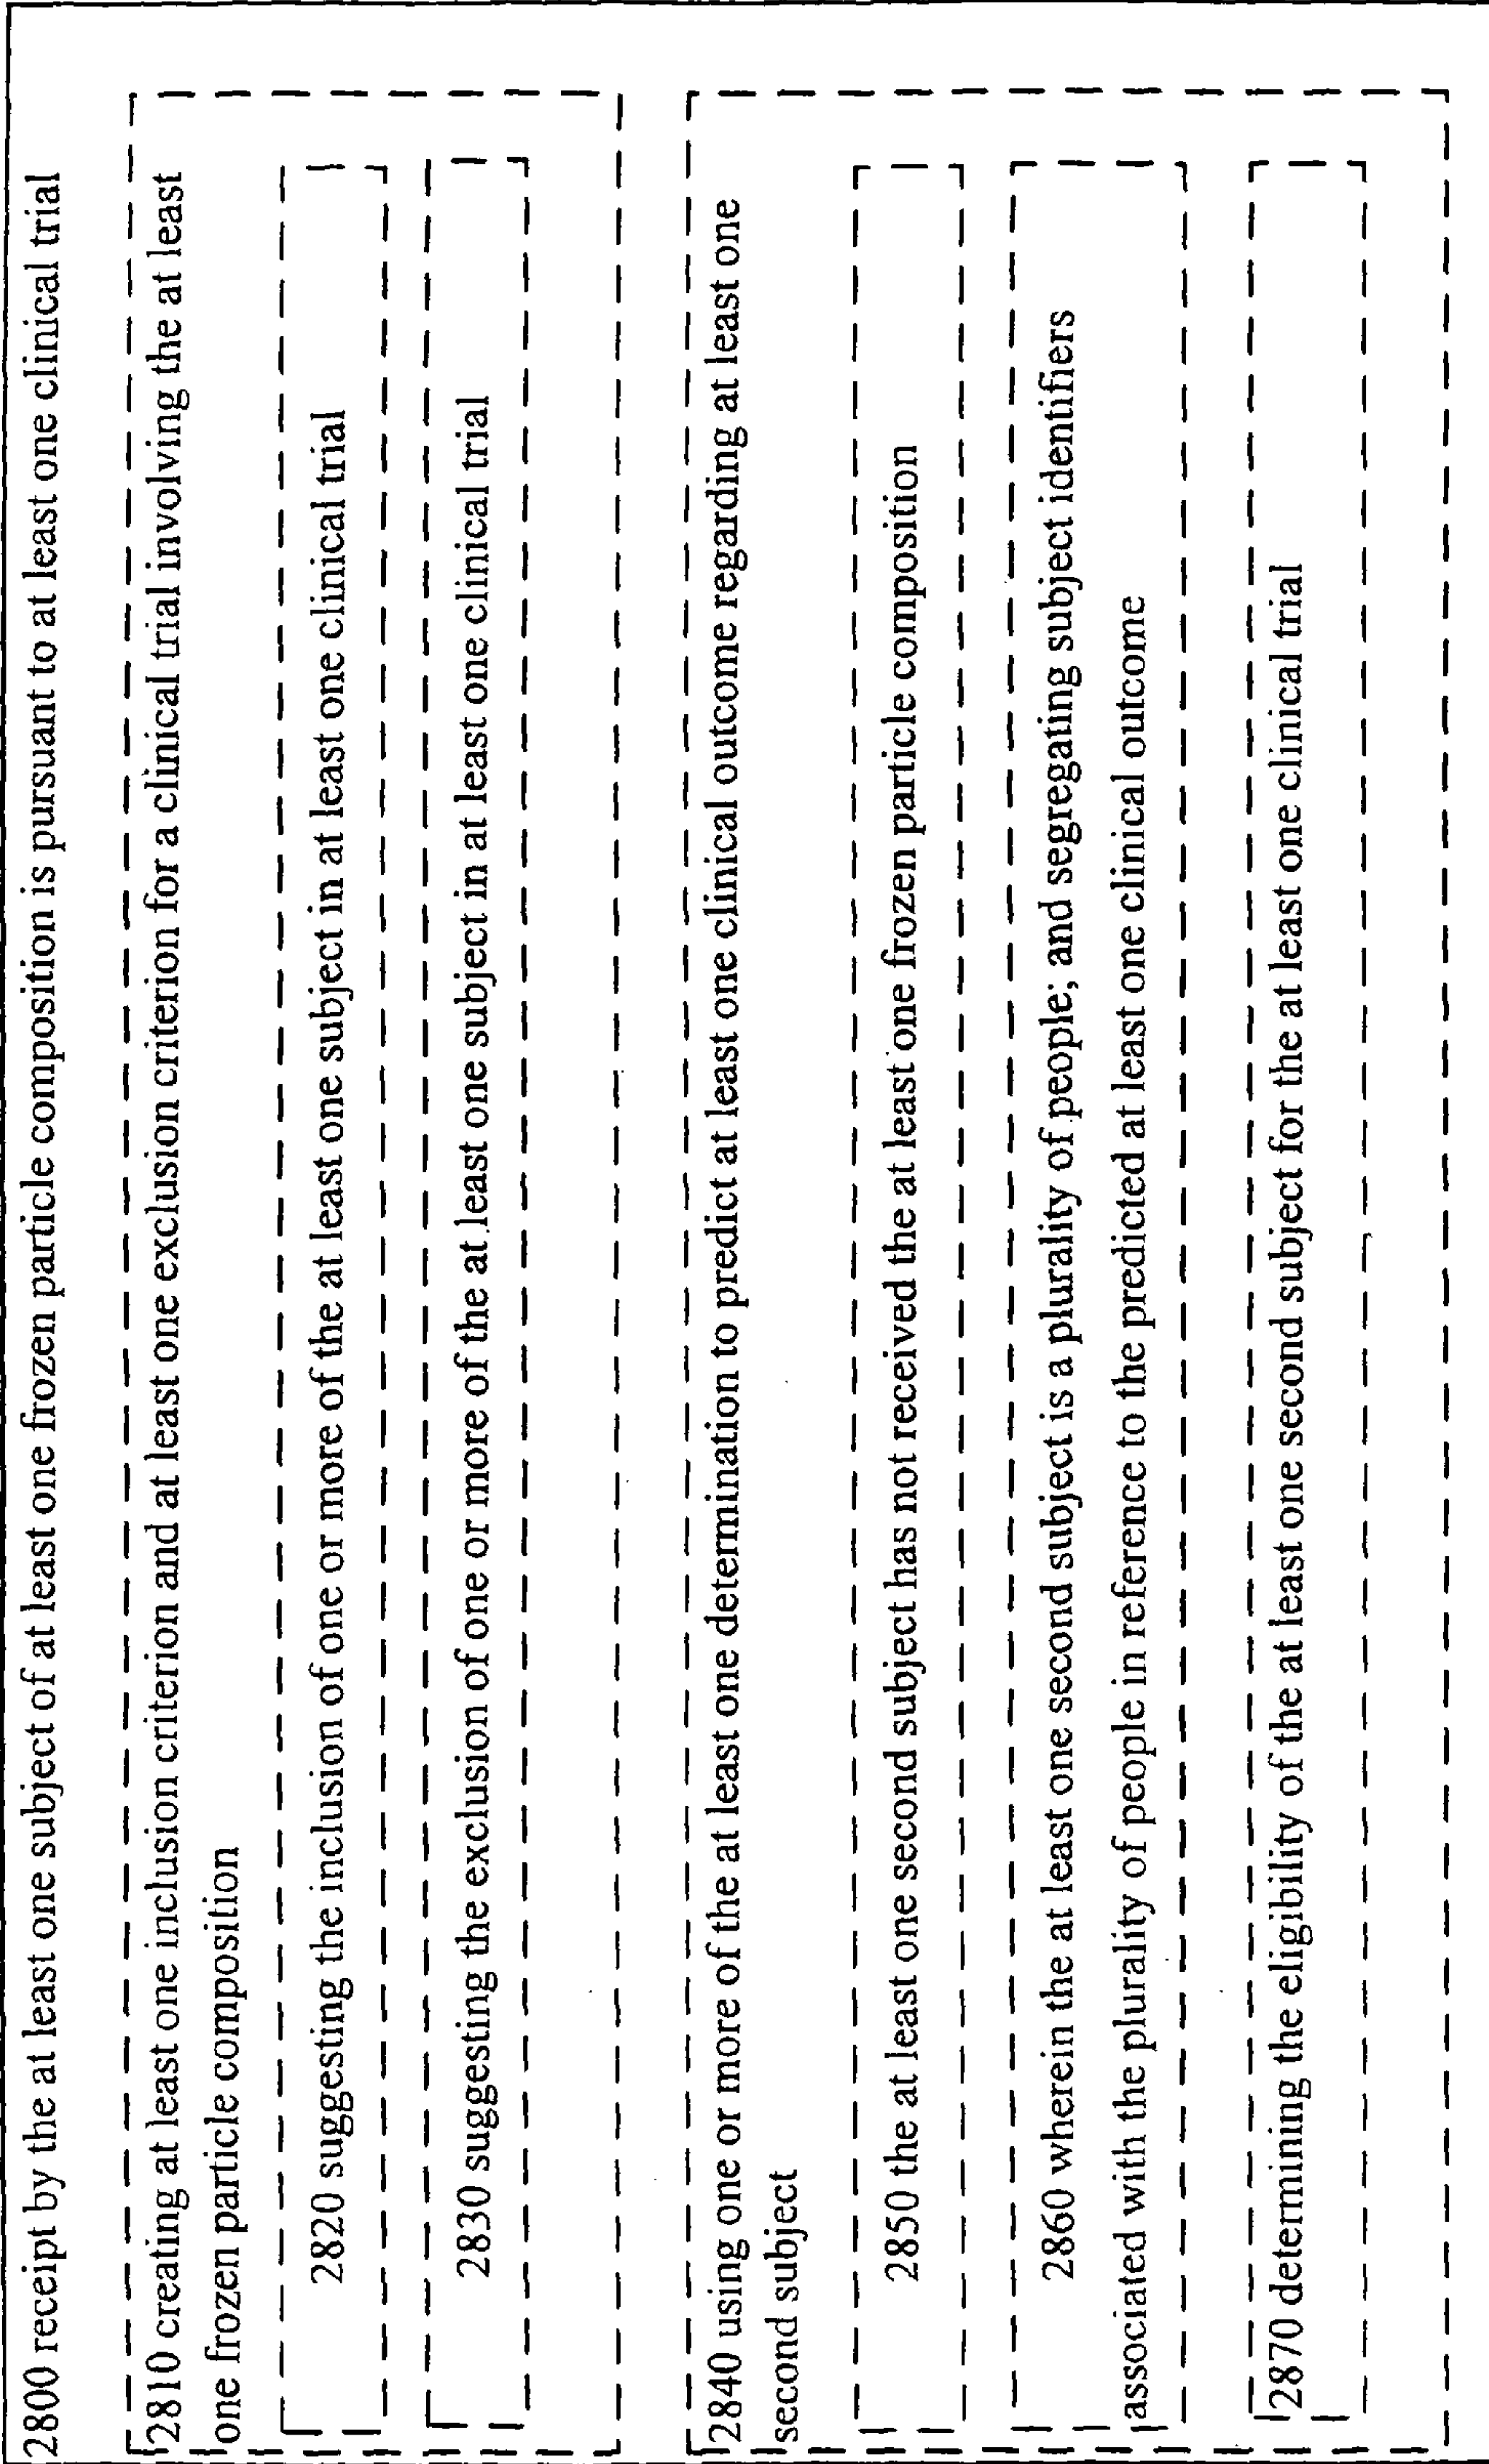 2800 receipt by the at least one subject of at least one frozen particle composition is pursuant to at least one clinical trial
2810 creating at least one inclusion criterion and at least one exclusion criterion for a clinical trial involving the at least
one frozen particle composition
2820 suggesting the inclusion of one or more of the at least one subject in at least one clinical trial
2830 suggesting the exclusion of one or more of the at least one subject in at least one clinical trial
2840 using one or more of the at least one determination to predict at least one clinical outcome regarding at least one
second subject
2850 the at least one second subject has not received the at least one frozen particle composition
2860 wherein the at least one second subject is a plurality of people; and segregating subject identifiers
associated with the plurality of people in reference to the predicted at least one clinical outcome
2870 determining the eligibility of the at least one second subject for the at least one clinical trial